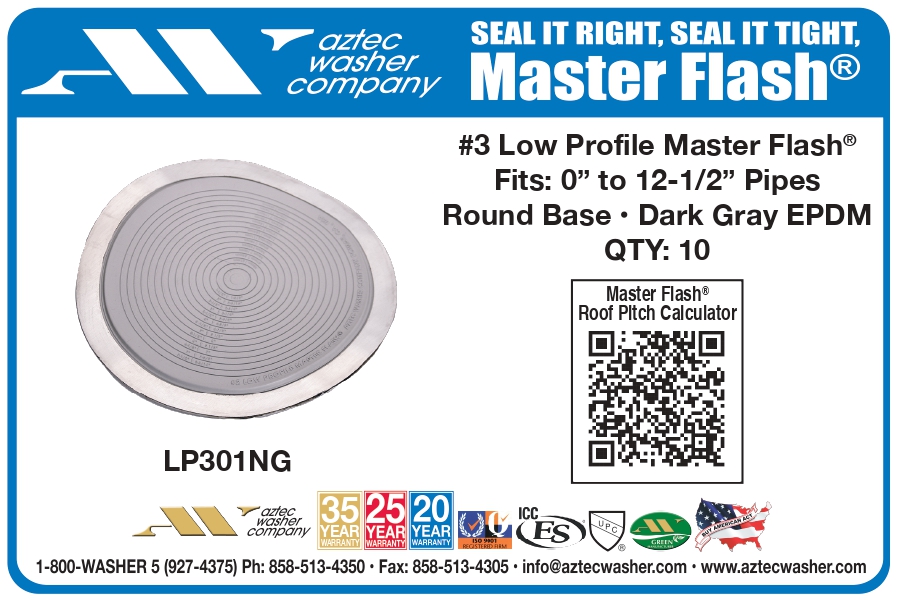 aztec
washer
company
SEAL IT RIGHT, SEAL IT TIGHT,
Master Flash®
#3 Low Profile Master Flash®
Fits: 0” to 12-1/2” Pipes
Round Base • Dark Gray EPDM
QTY: 10
Master Flash®
Roof Pitch Calculator
LP301NG
aztec
washer
company
35
YEAR
WARRANTY
25
YEAR
WARRANTY
20
YEAR
WARRANTY
ISO 9001
REGISTERED FIRM
ICC
ES
UPC
®
GREEN
MANUFACTURER
BUY AMERICAN ACT
1-800-WASHER 5 (927-4375) Ph: 858-513-4350 • Fax: 858-513-4305 • info@aztecwasher.com • www.aztecwasher.com